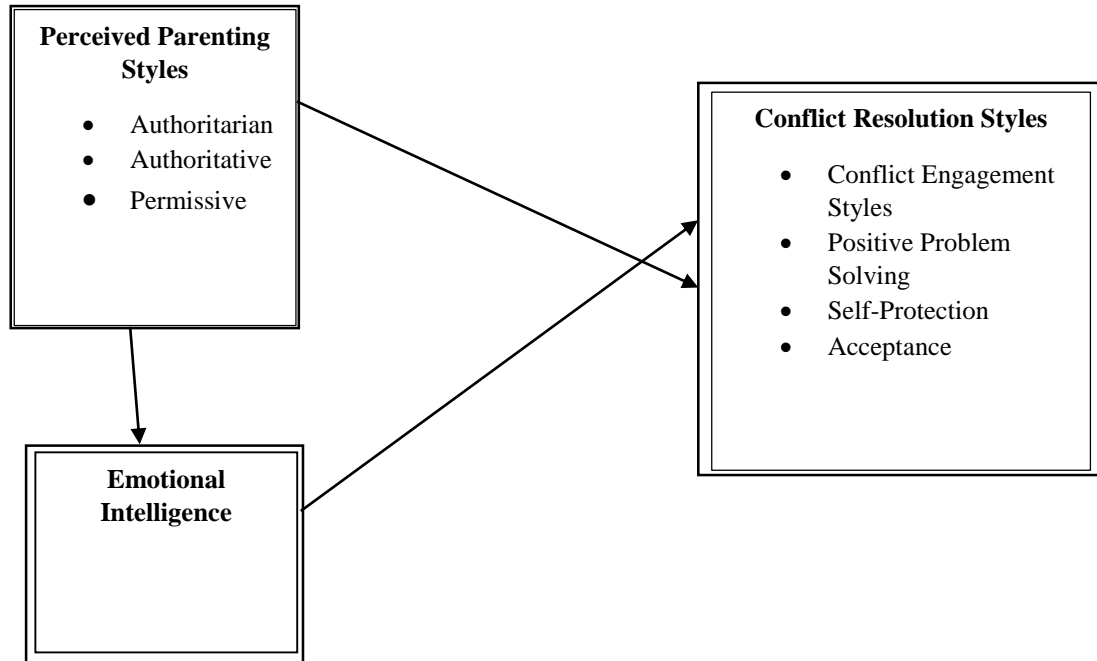 Perceived Parenting
Styles
• Authoritarian
• Authoritative
• Permissive
Conflict Resolution Styles
• Conflict Engagement
Styles
• Positive Problem
Solving
• Self-Protection
• Acceptance
Emotional
Intelligence